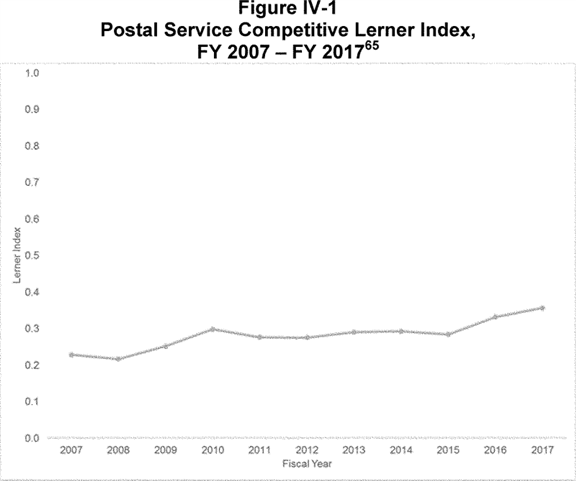 Figure IV-1
Postal Service Competitive Lerner Index,
FY 2007 – FY 2017⁶⁵
1.0
0.9
0.8
0.7
0.6
0.5
0.4
0.3
0.2
0.1
0.0
Lerner Index
2007 2008 2009 2010 2011 2012 2013 2014 2015 2016 2017
Fiscal Year